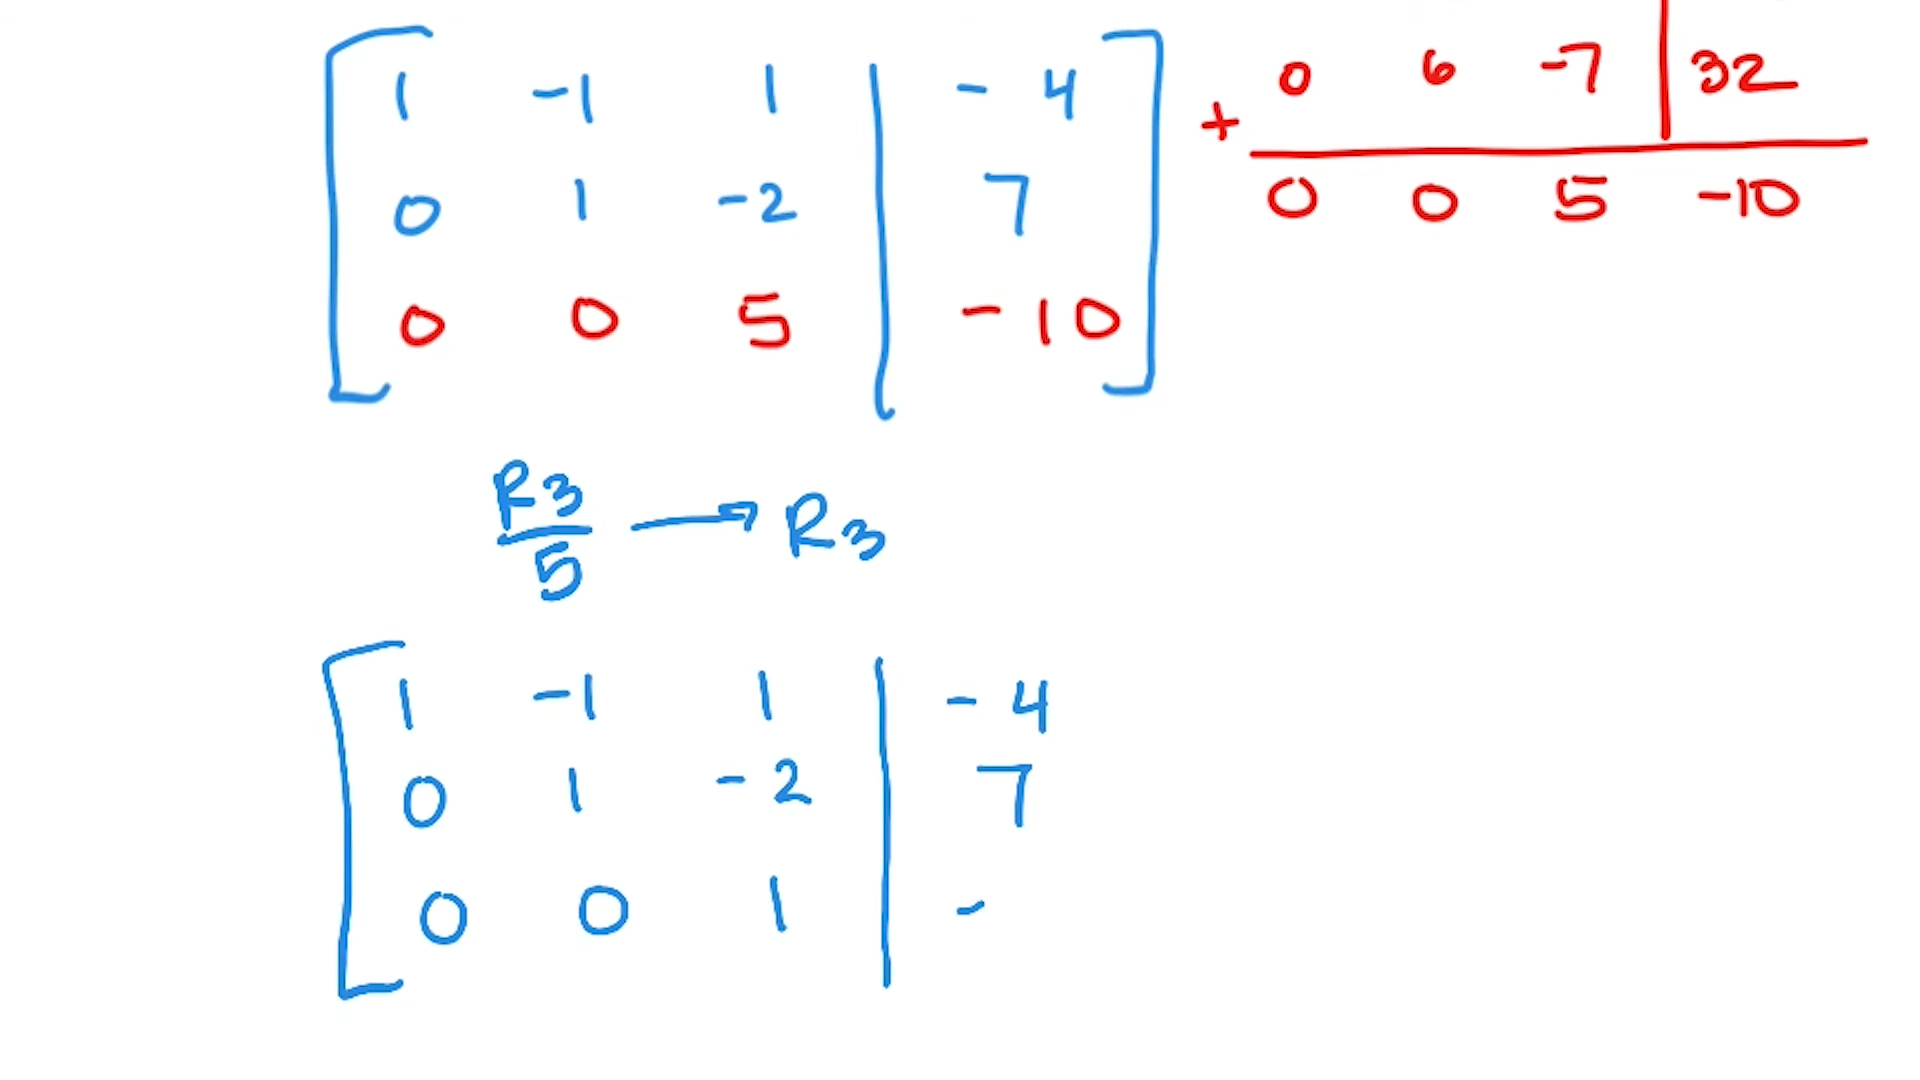 1 -1 1 | -4
0 1 -2 | 7
0 0 5 | -10
0 6 -7 | 32
+
0 0 5 -10
R3/5 → R3
1 -1 1 | -4
0 1 -2 | 7
0 0 1 | -